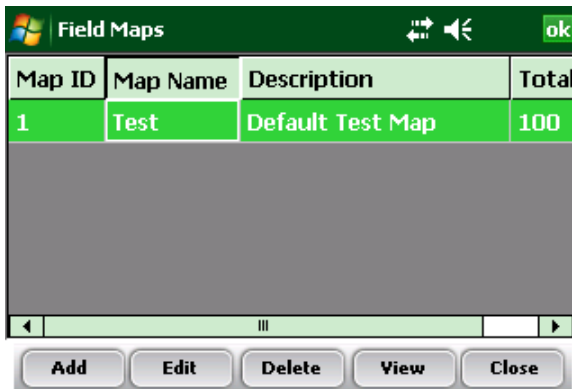 Field Maps ok
Map ID Map Name Description Total
1 Test Default Test Map 100
Add Edit Delete View Close